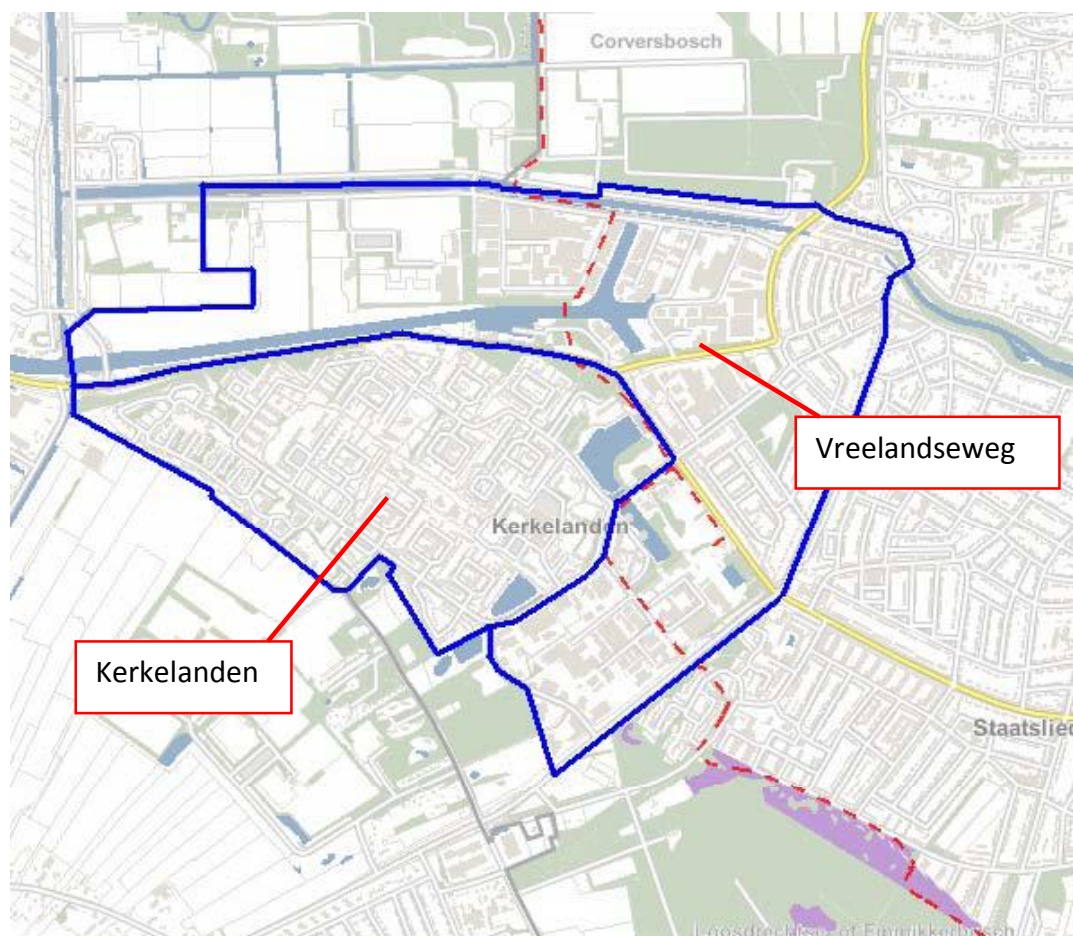 Corversbosch
Vreelandseweg
Kerkelanden
Kerkelanden
Staatslied